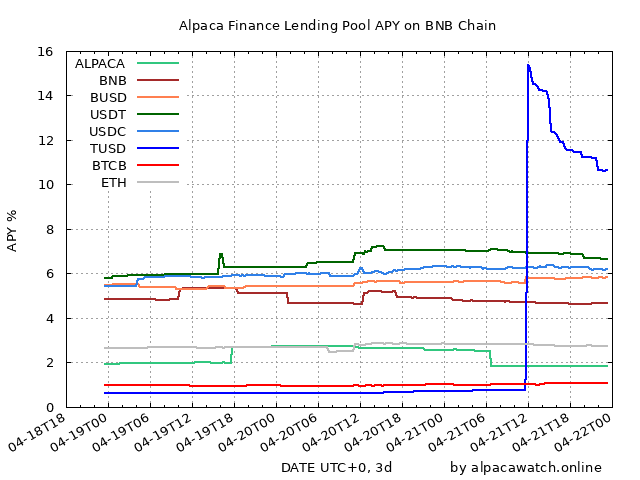 Alpaca Finance Lending Pool APY on BNB Chain
16
14
12
10
8
6
4
2
0
APY %
ALPACA
BNB
BUSD
USDT
USDC
TUSD
BTCB
ETH
04-18T18
04-19T00
04-19T06
04-19T12
04-19T18
04-20T00
04-20T06
04-20T12
04-20T18
04-21T00
04-21T06
04-21T12
04-21T18
04-22T00
DATE UTC+0, 3d
by alpacawatch.online